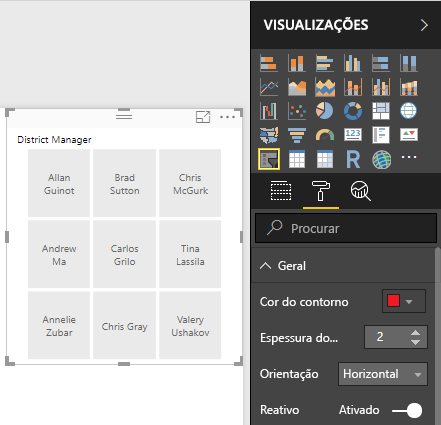 VISUALIZAÇÕES
District Manager
Allan
Guinot
Brad
Sutton
Chris
McGurk
Andrew
Ma
Carlos
Grilo
Tina
Lassila
Annelie
Zubar
Chris Gray
Valery
Ushakov
123
R
Procurar
Geral
Cor do contorno
Espessura do...
2
Orientação
Horizontal
Reativo
Ativado